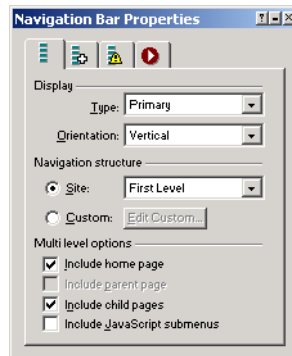 Navigation Bar Properties
Display
Type: Primary
Orientation: Vertical
Navigation structure
Site: First Level
Custom: Edit Custom...
Multi level options
Include home page
Include parent page
Include child pages
Include JavaScript submenus